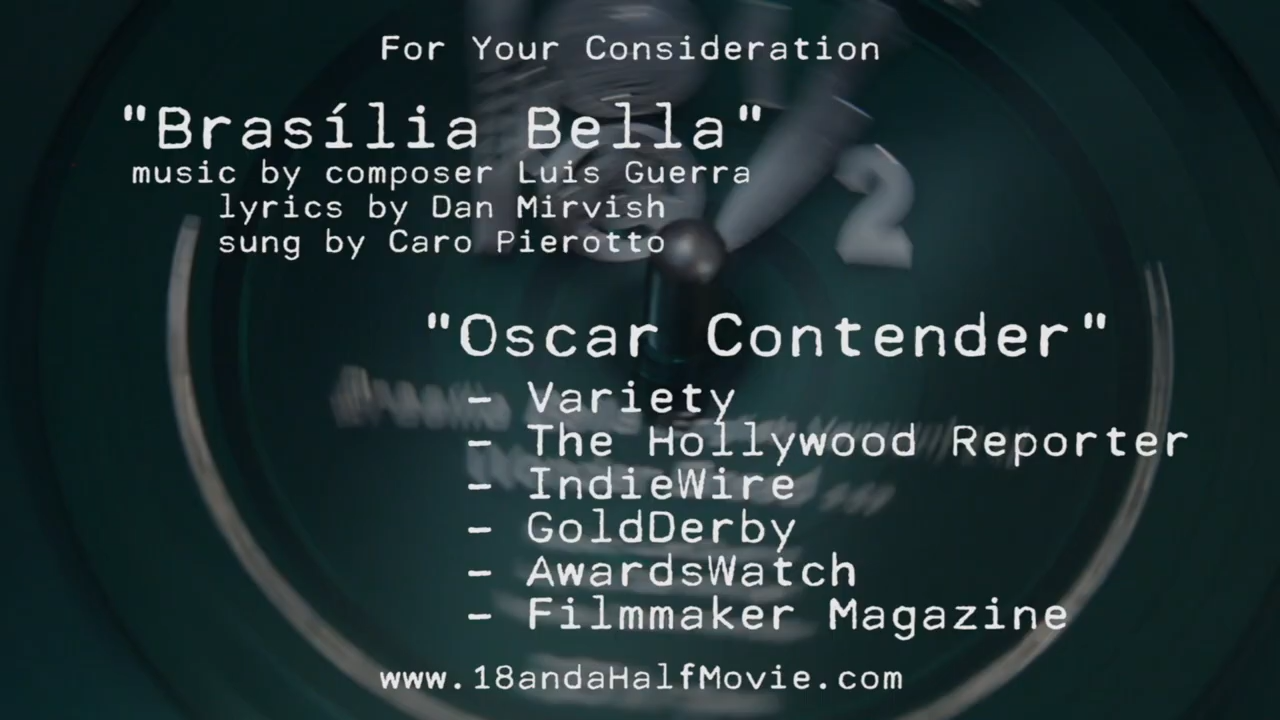 For Your Consideration
"Brasília Bella"
music by composer Luis Guerra
lyrics by Dan Mirvish
sung by Caro Pierotto
2
"Oscar Contender"
- Variety
- The Hollywood Reporter
- IndieWire
- GoldDerby
- AwardsWatch
- Filmmaker Magazine
www.18andaHalfMovie.com